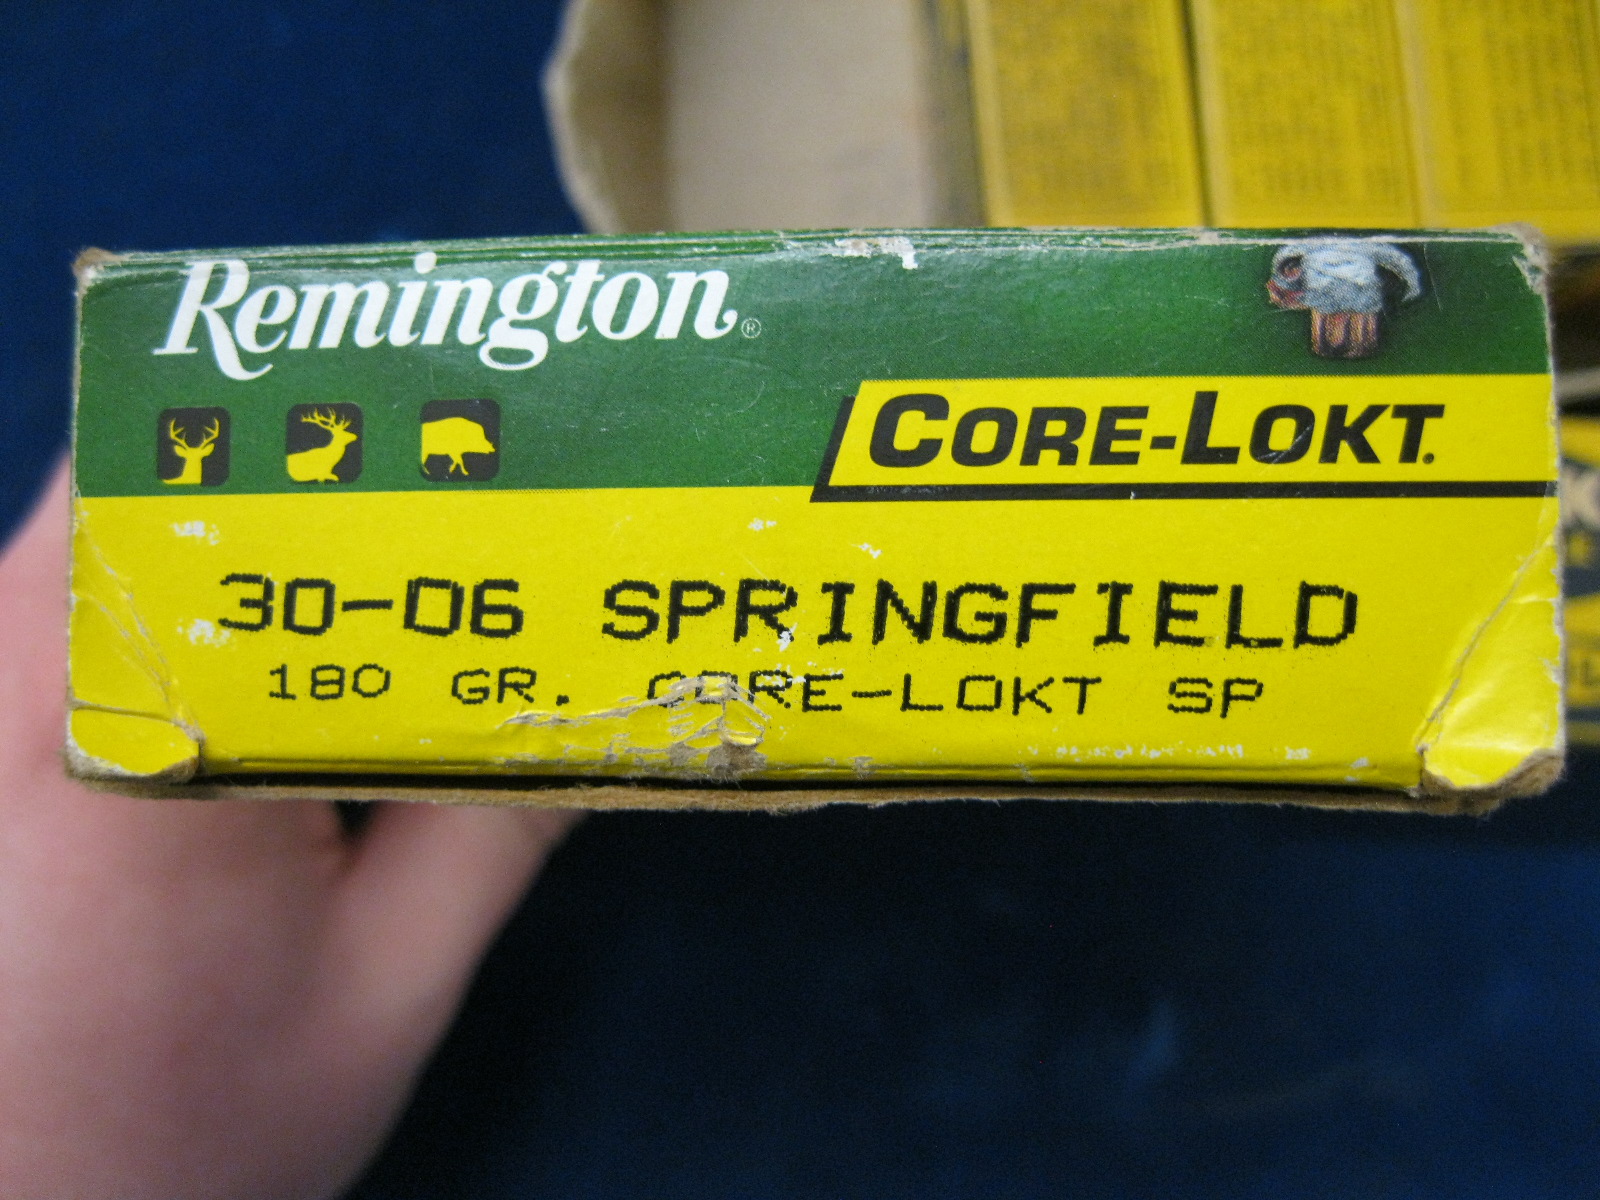 Remington®
CORE-LOKT.
30-06 SPRINGFIELD
180 GR. CORE-LOKT SP